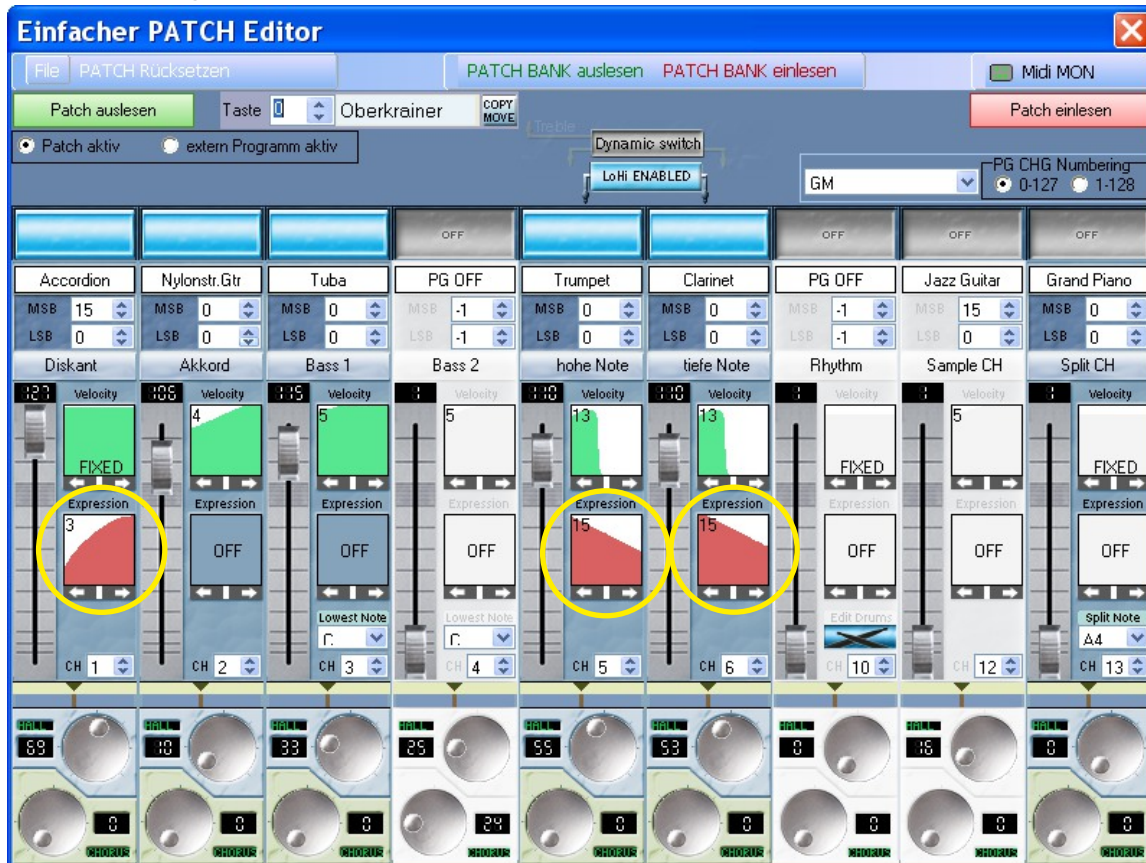 Einfacher PATCH Editor
File PATCH Rücksetzen PATCH BANK auslesen PATCH BANK einlesen Midi MON
Patch auslesen Taste 0 Oberkrainer COPY MOVE Patch einlesen
Treble
Patch aktiv extern Programm aktiv Dynamic switch
LoHi ENABLED GM PG CHG Numbering
0-127 1-128
OFF OFF OFF OFF
Accordion Nylonstr.Gtr Tuba PG OFF Trumpet Clarinet PG OFF Jazz Guitar Grand Piano
MSB 15 MSB 0 MSB 0 MSB -1 MSB 0 MSB 0 MSB -1 MSB 15 MSB 0
LSB 0 LSB 0 LSB 0 LSB -1 LSB 0 LSB 0 LSB -1 LSB 0 LSB 0
Diskant Akkord Bass 1 Bass 2 hohe Note tiefe Note Rhythm Sample CH Split CH
127 Velocity 106 Velocity 115 Velocity Velocity 110 Velocity 110 Velocity Velocity Velocity Velocity
4 5 5 13 13 5
FIXED FIXED FIXED
Expression Expression Expression Expression Expression Expression Expression Expression Expression
3 15 15
OFF OFF OFF OFF OFF OFF
Lowest Note Lowest Note Edit Drums Split Note
A4
CH 1 CH 2 CH 3 CH 4 CH 5 CH 6 CH 10 CH 12 CH 13
HALL HALL HALL HALL HALL HALL HALL HALL HALL
69 10 33 25 55 53 0 16 0
0 0 0 24 0 0 0 0 0
CHORUS CHORUS CHORUS CHORUS CHORUS CHORUS CHORUS CHORUS CHORUS